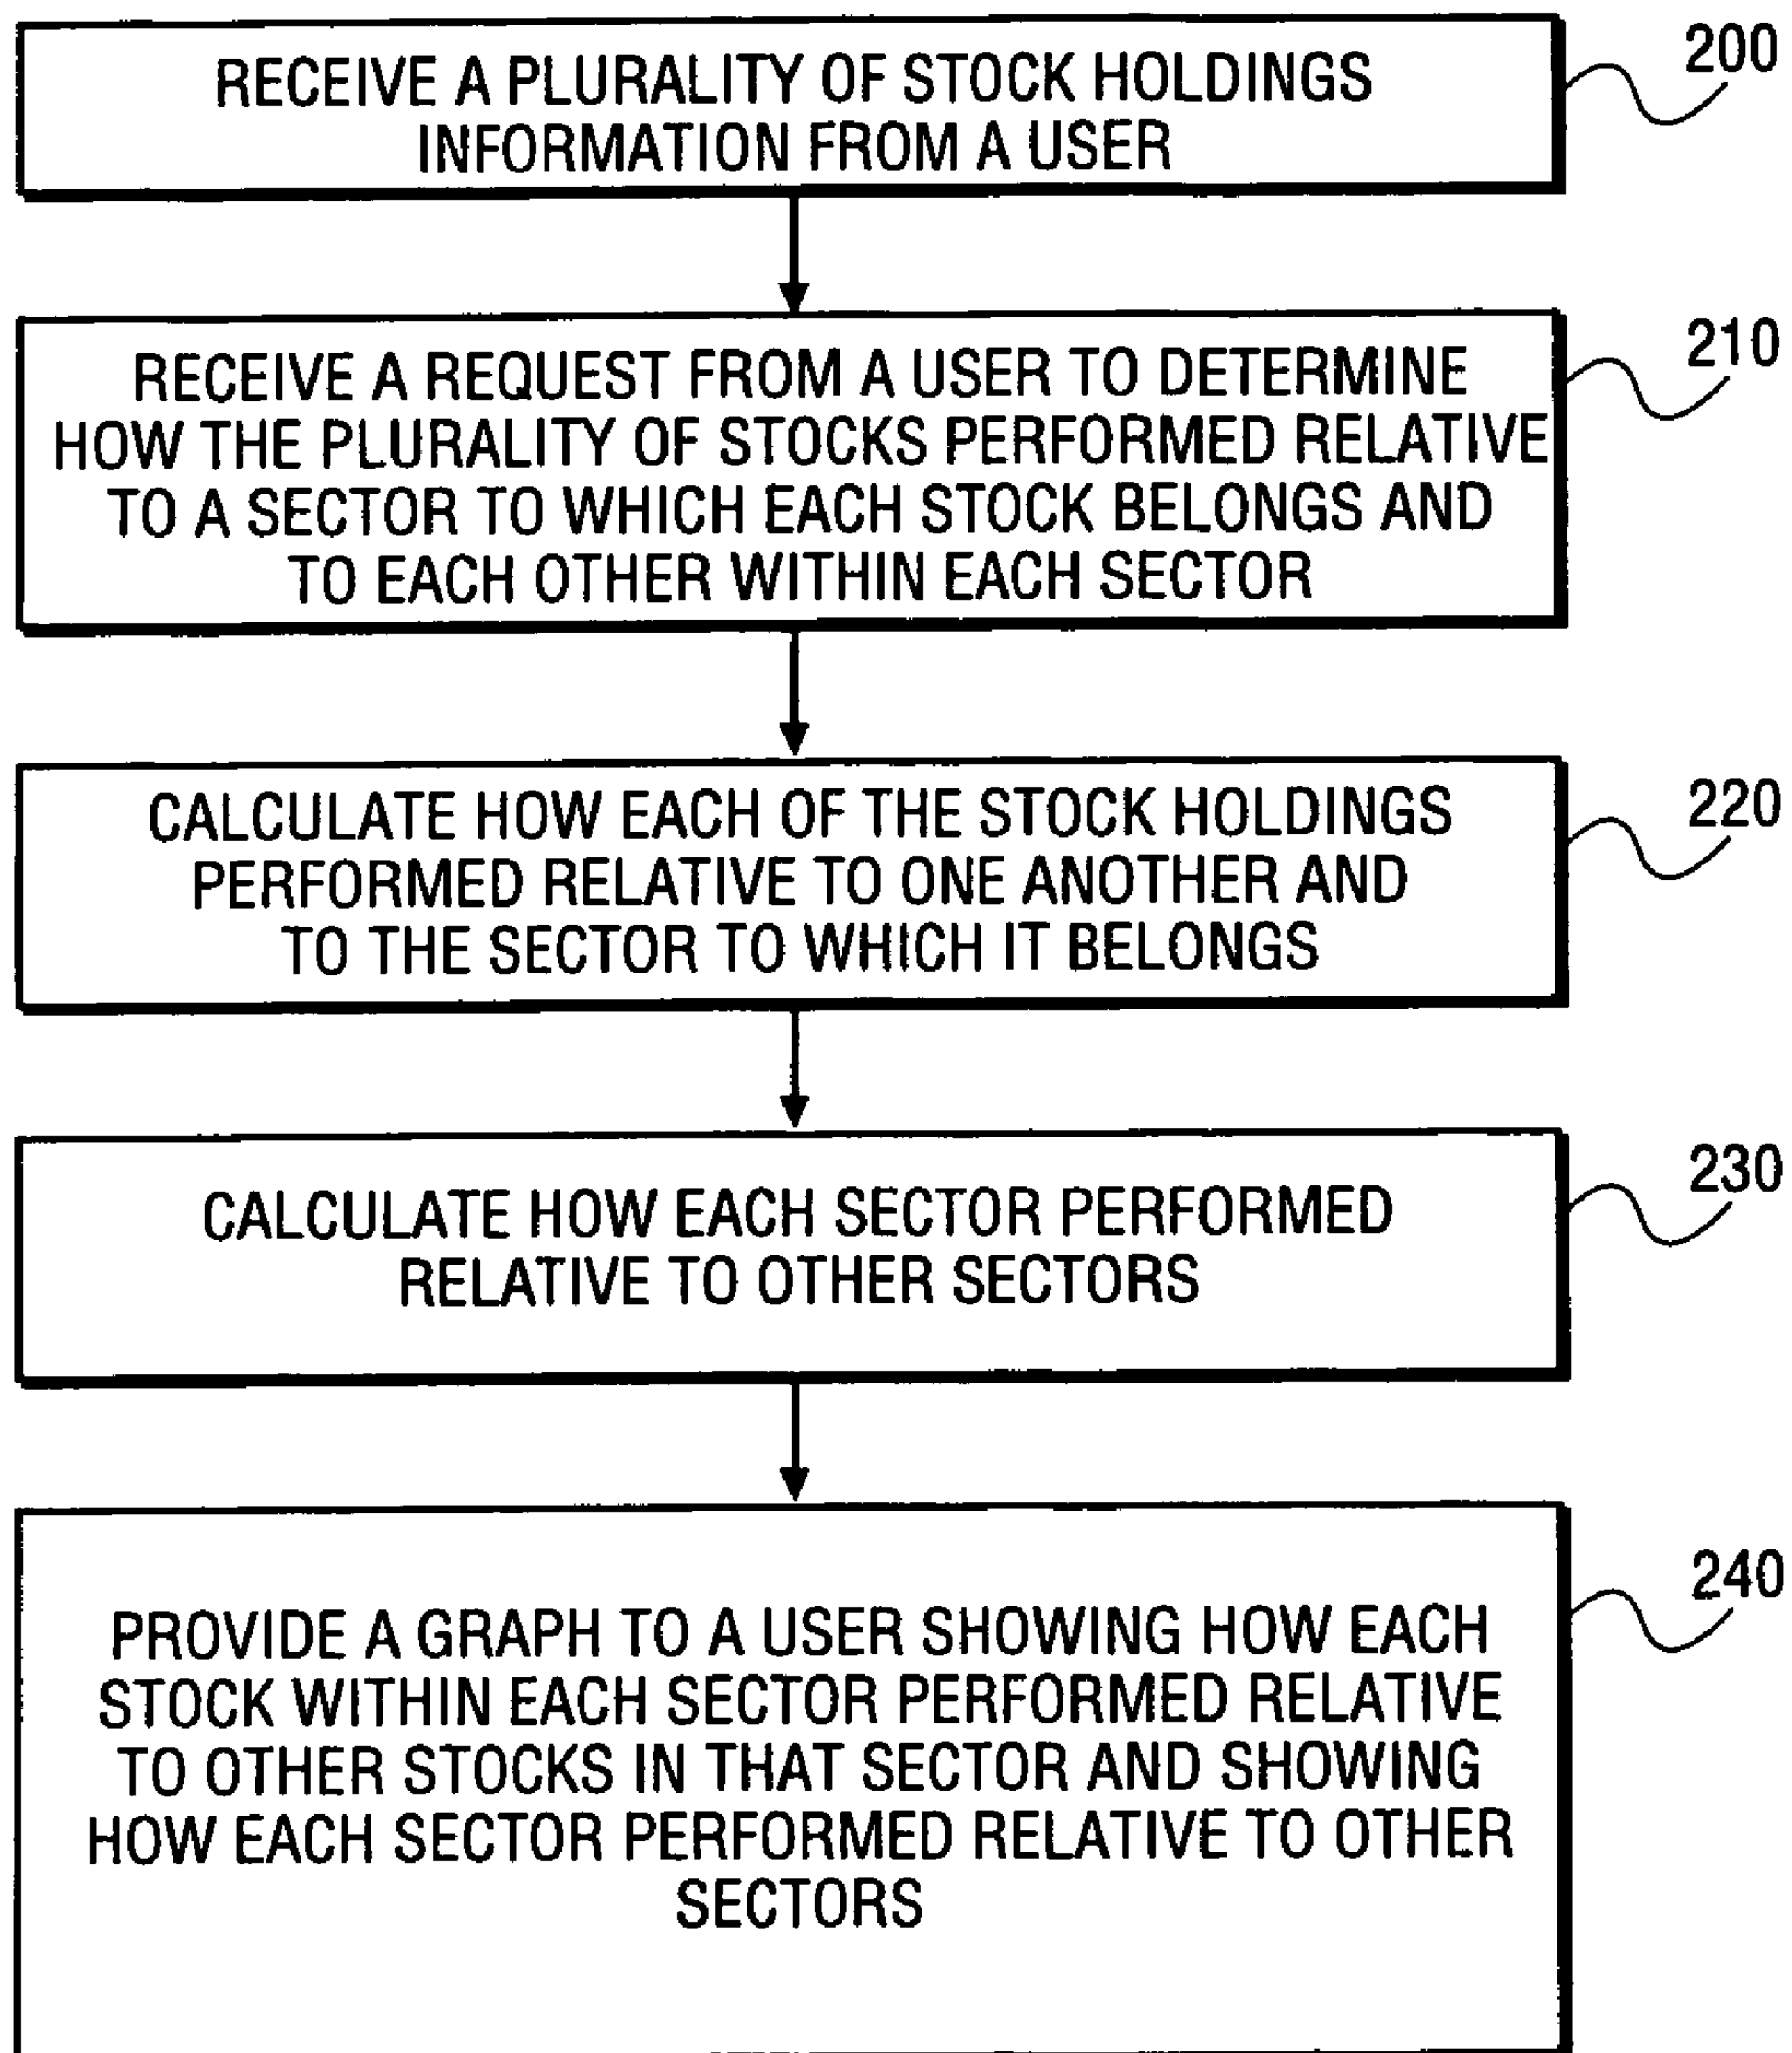 RECEIVE A PLURALITY OF STOCK HOLDINGS
INFORMATION FROM A USER
200
RECEIVE A REQUEST FROM A USER TO DETERMINE
HOW THE PLURALITY OF STOCKS PERFORMED RELATIVE
TO A SECTOR TO WHICH EACH STOCK BELONGS AND
TO EACH OTHER WITHIN EACH SECTOR
210
CALCULATE HOW EACH OF THE STOCK HOLDINGS
PERFORMED RELATIVE TO ONE ANOTHER AND
TO THE SECTOR TO WHICH IT BELONGS
220
CALCULATE HOW EACH SECTOR PERFORMED
RELATIVE TO OTHER SECTORS
230
PROVIDE A GRAPH TO A USER SHOWING HOW EACH
STOCK WITHIN EACH SECTOR PERFORMED RELATIVE
TO OTHER STOCKS IN THAT SECTOR AND SHOWING
HOW EACH SECTOR PERFORMED RELATIVE TO OTHER
SECTORS
240